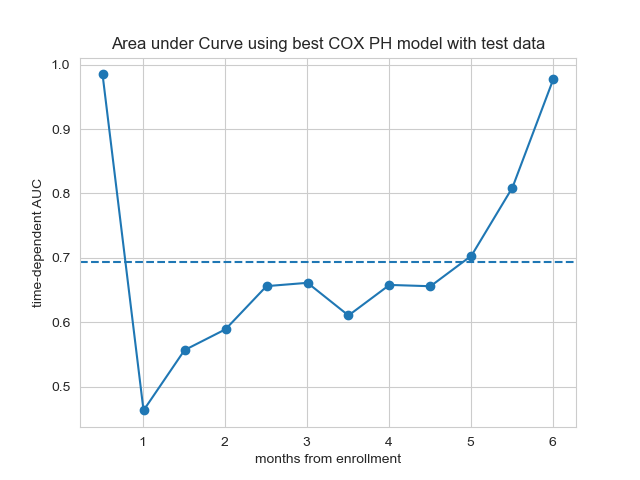 Area under Curve using best COX PH model with test data
time-dependent AUC
1.0
0.9
0.8
0.7
0.6
0.5
1 2 3 4 5 6
months from enrollment